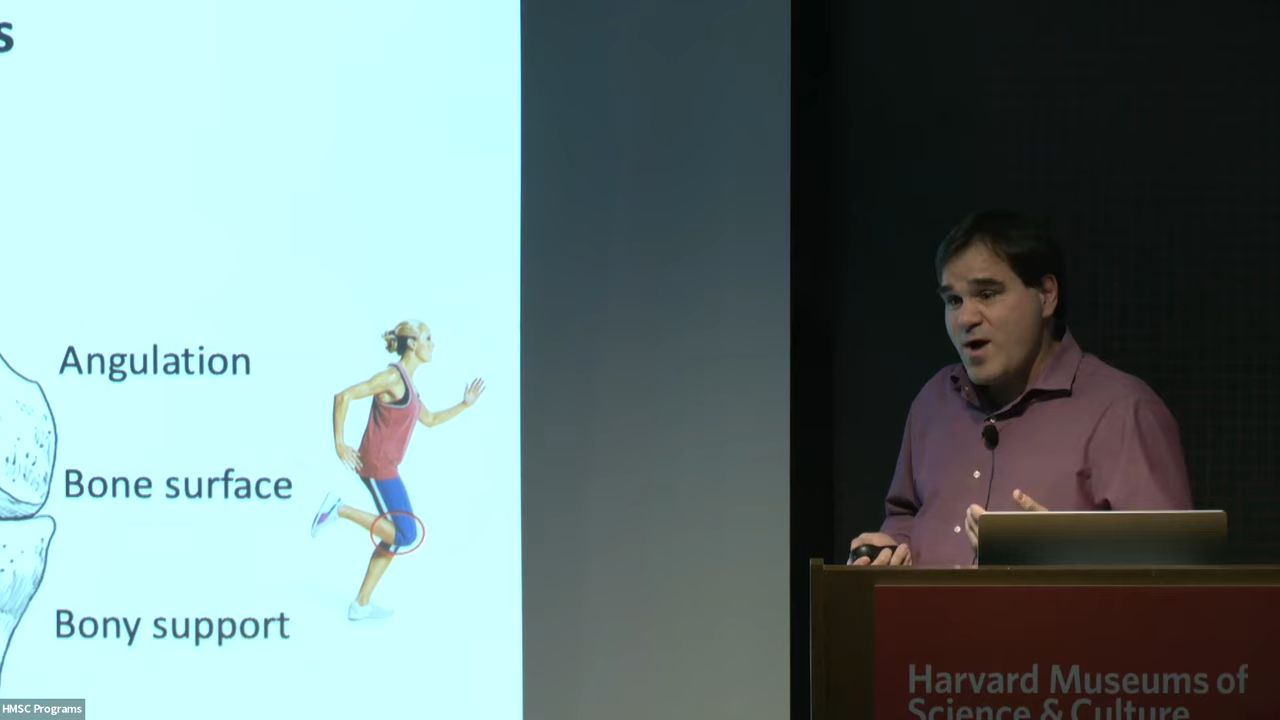 s
Angulation
Bone surface
Bony support
Harvard Museums of
Science & Culture
HMSC Programs